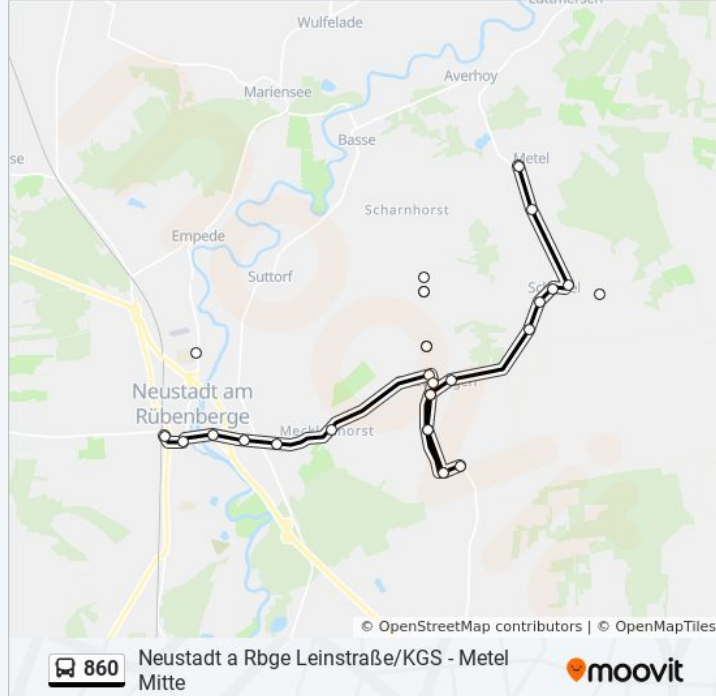 Lutmersen
Wulfelade
Averhoy
Mariensee
Basse
se
Metel
Scharnhorst
Empede
Suttorf
Neustadt am
Rübenberge
© OpenStreetMap contributors | © OpenMapTiles
860
Neustadt a Rbge Leinstraße/KGS - Metel
Mitte
moovit